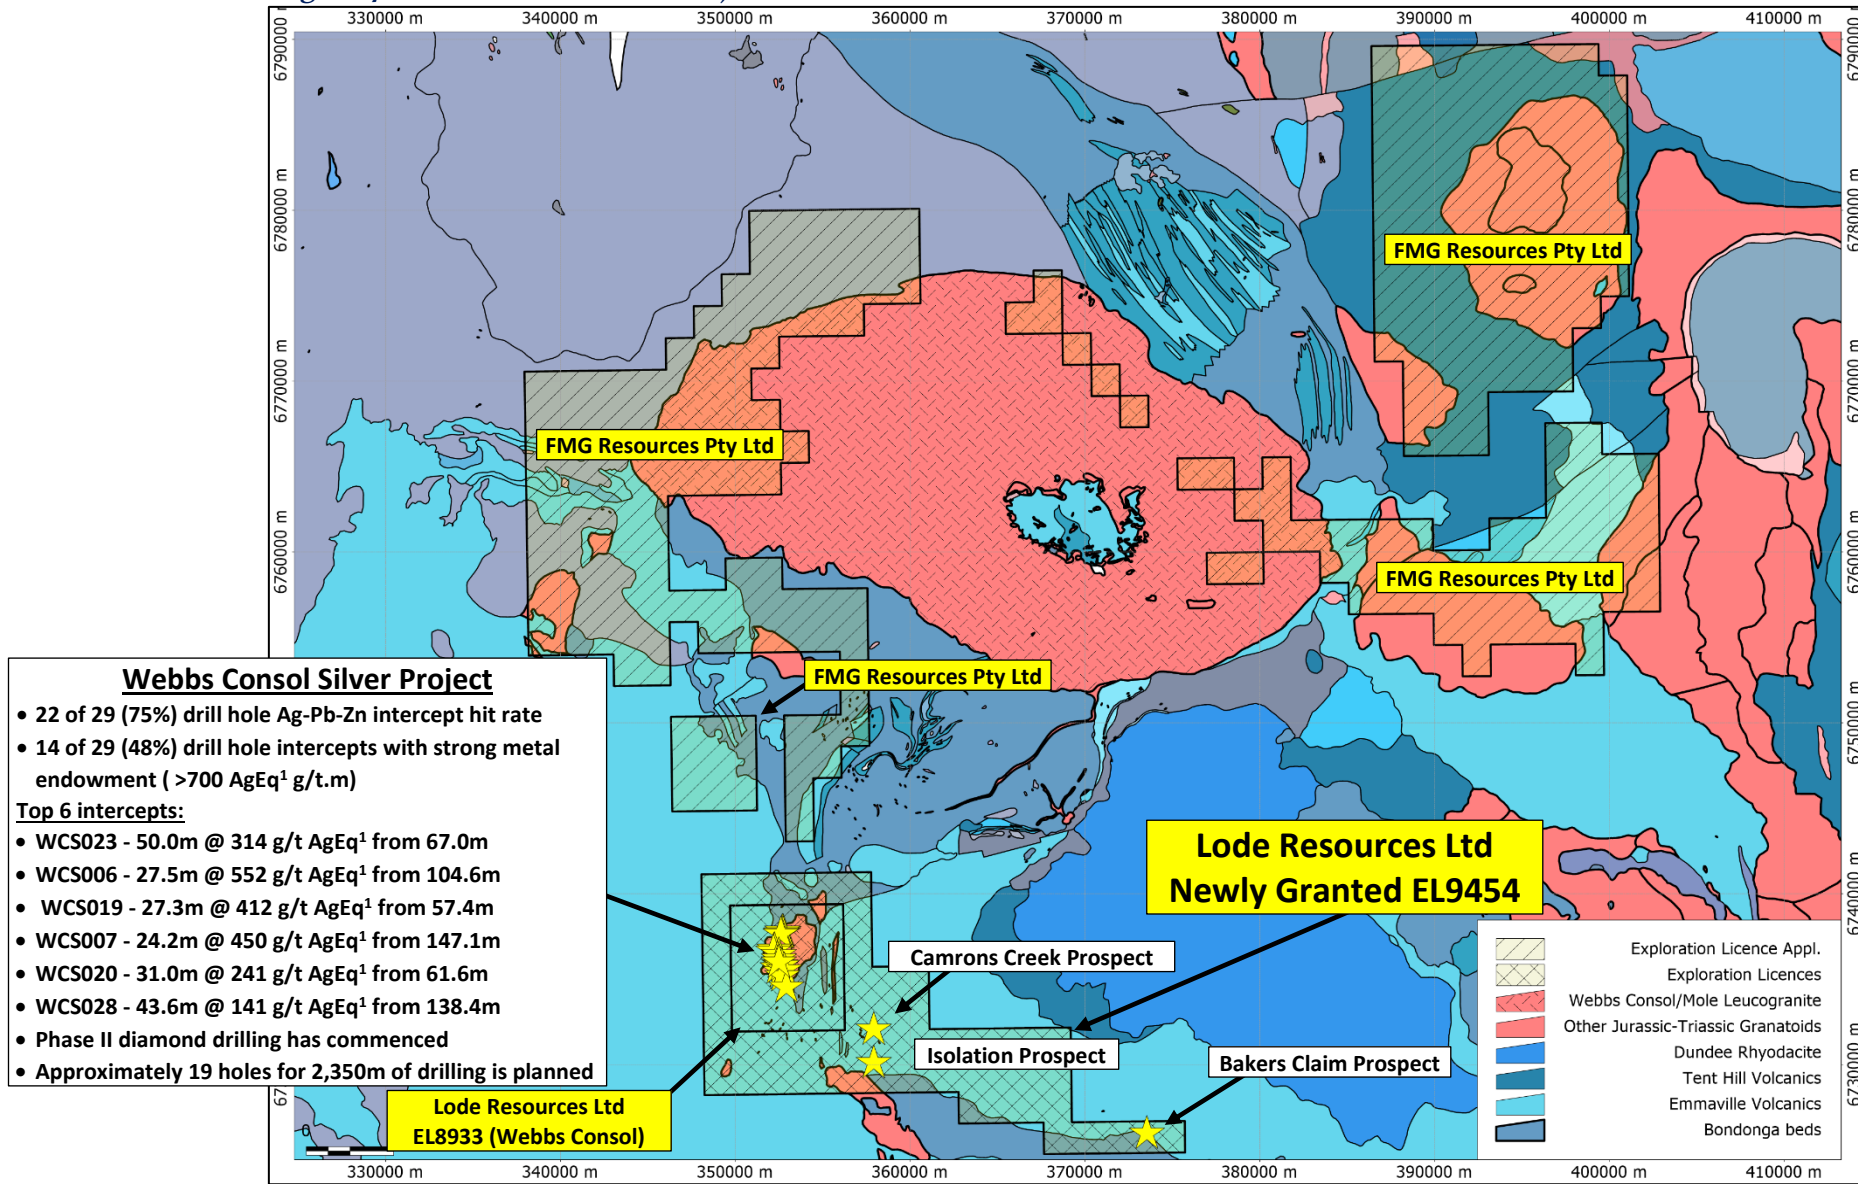 330000 m 340000 m 350000 m 360000 m 370000 m 380000 m 390000 m 400000 m 410000 m
6790000 m
6780000 m
6770000 m
6760000 m
6790000 m
6780000 m
6770000 m
6760000 m
6750000 m
6740000 m
6730000 m
FMG Resources Pty Ltd
FMG Resources Pty Ltd
FMG Resources Pty Ltd
FMG Resources Pty Ltd
Webbs Consol Silver Project
• 22 of 29 (75%) drill hole Ag-Pb-Zn intercept hit rate
• 14 of 29 (48%) drill hole intercepts with strong metal
endowment ( >700 AgEq¹ g/t.m)
Top 6 intercepts:
• WCS023 - 50.0m @ 314 g/t AgEq¹ from 67.0m
• WCS006 - 27.5m @ 552 g/t AgEq¹ from 104.6m
• WCS019 - 27.3m @ 412 g/t AgEq¹ from 57.4m
• WCS007 - 24.2m @ 450 g/t AgEq¹ from 147.1m
• WCS020 - 31.0m @ 241 g/t AgEq¹ from 61.6m
• WCS028 - 43.6m @ 141 g/t AgEq¹ from 138.4m
• Phase II diamond drilling has commenced
• Approximately 19 holes for 2,350m of drilling is planned
Lode Resources Ltd
Newly Granted EL9454
Camrons Creek Prospect
Isolation Prospect
Bakers Claim Prospect
Lode Resources Ltd
EL8933 (Webbs Consol)
Exploration Licence Appl.
Exploration Licences
Webbs Consol/Mole Leucogranite
Other Jurassic-Triassic Granatoids
Dundee Rhyodacite
Tent Hill Volcanics
Emmaville Volcanics
Bondonga beds
0
330000 m 340000 m 350000 m 360000 m 370000 m 380000 m 390000 m 400000 m 410000 m